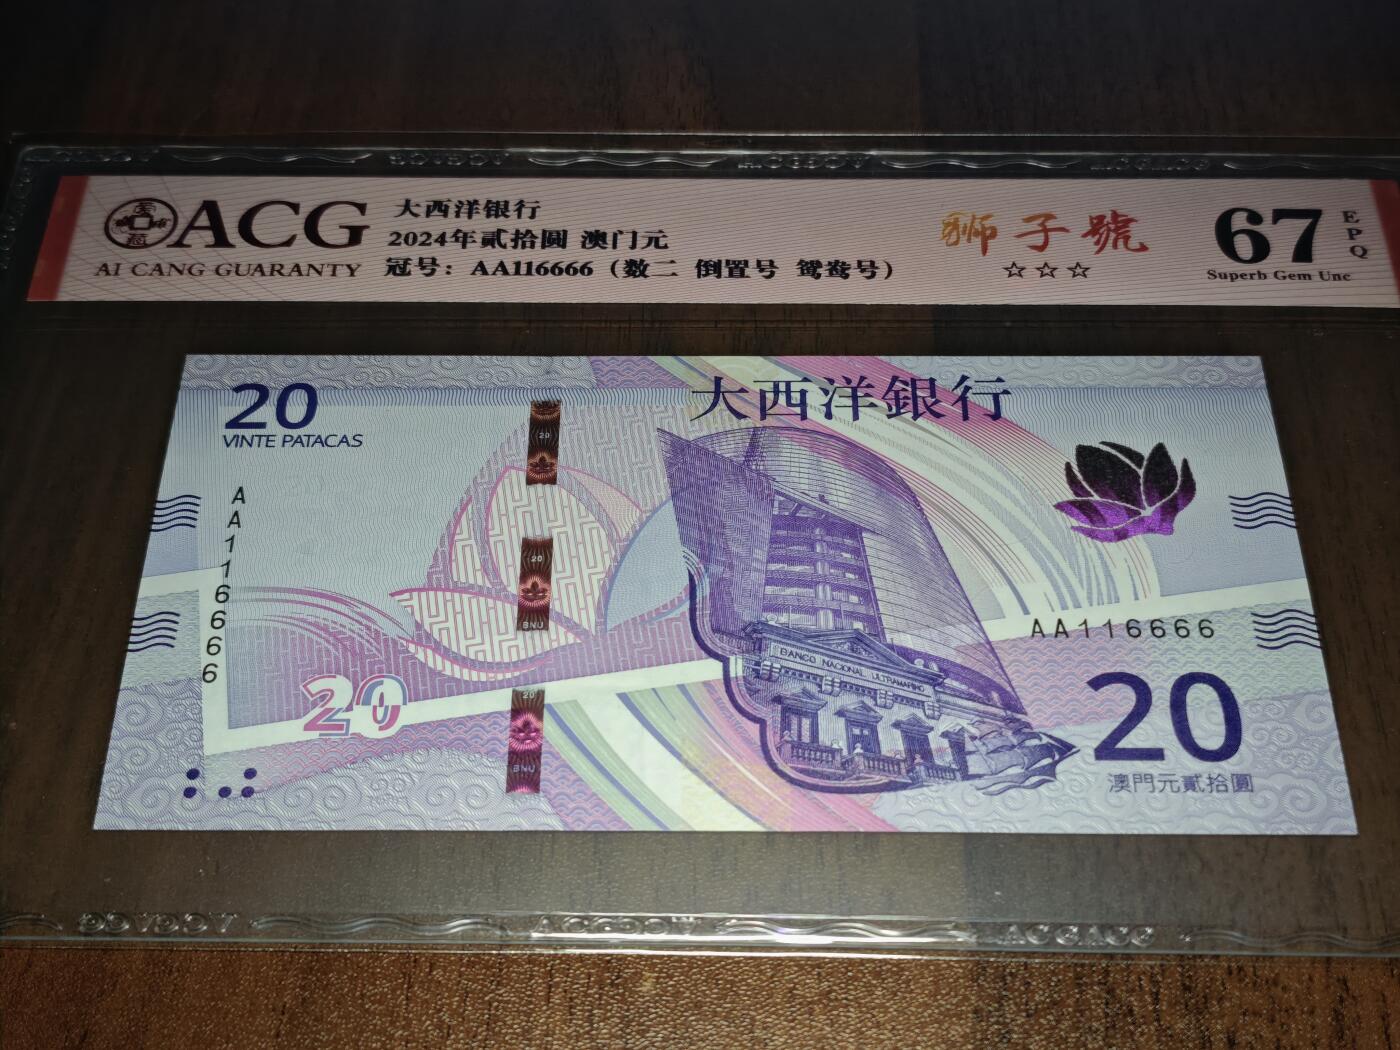 ACG
AI CANG GUARANTY
大西洋银行
2024年贰拾圆 澳门元
冠号：AA116666（数二 倒置号 鸳鸯号）
狮子號
☆☆☆
67
EPQ
Superb Gem Unc
20
VINTE PATACAS
大西洋銀行
AA116666
20
20
BNU
20
BNU
BANCO NACIONAL ULTRAMARINO
AA116666
20
20
澳門元貳拾圓